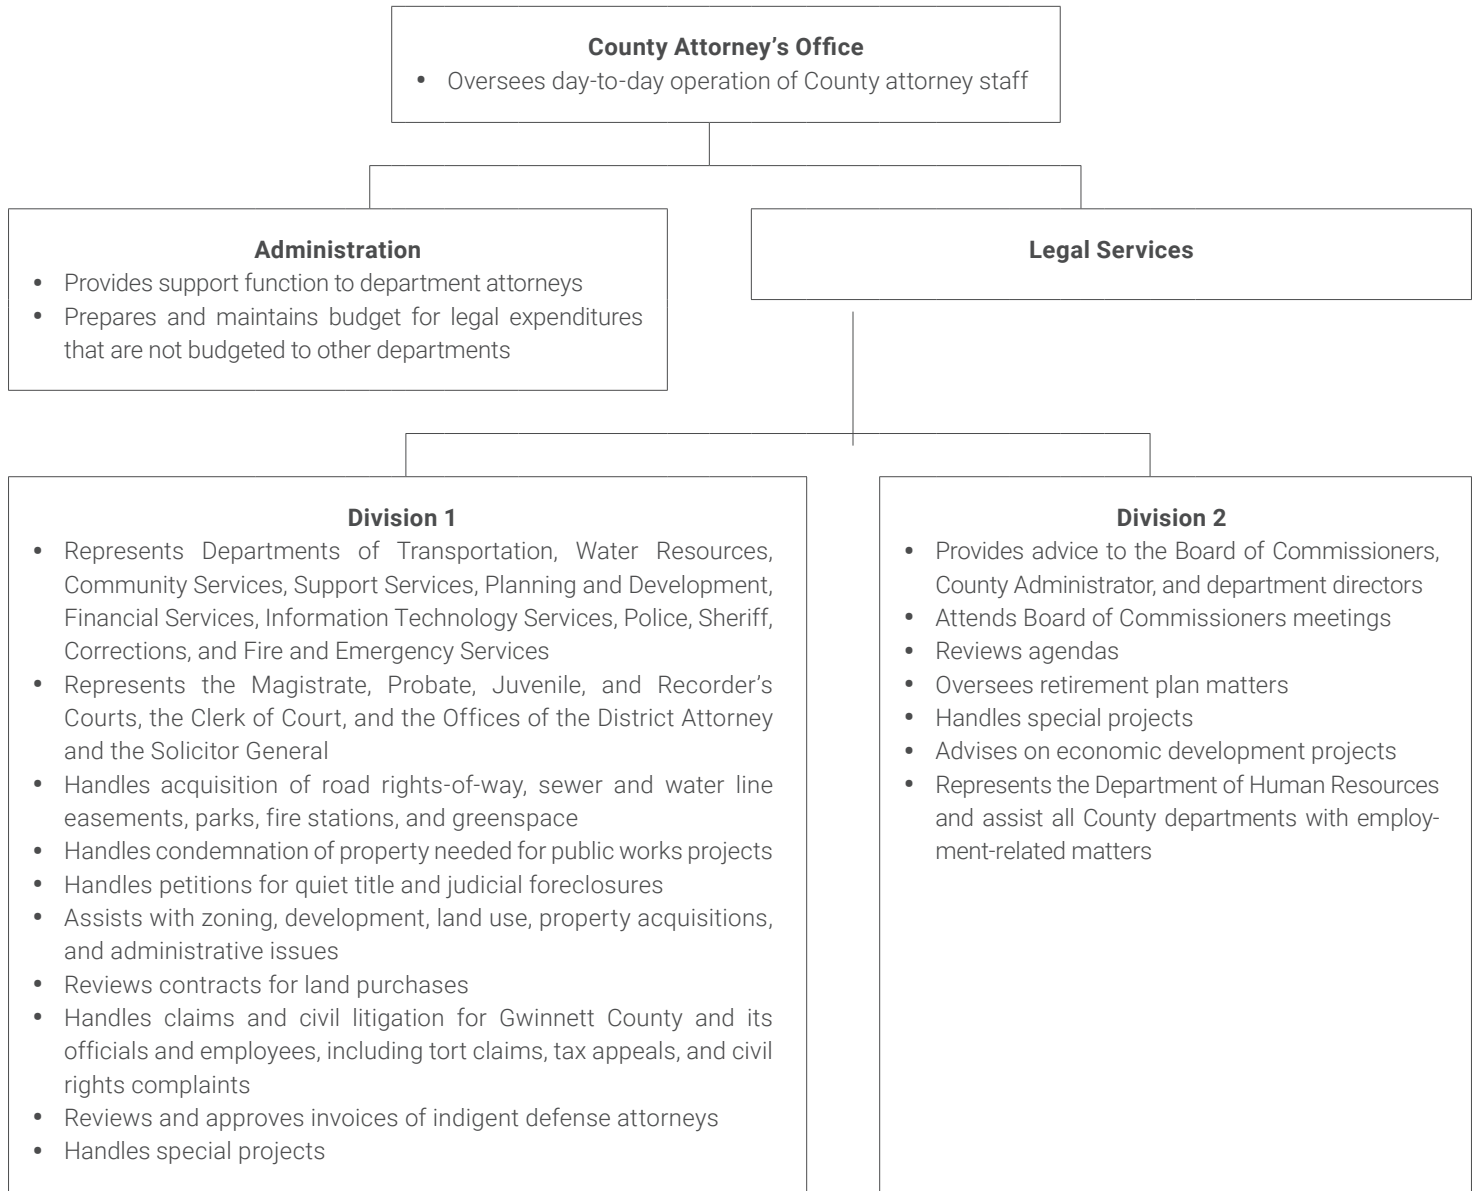 County Attorney’s Office
• Oversees day-to-day operation of County attorney staff
Administration
• Provides support function to department attorneys
• Prepares and maintains budget for legal expenditures
that are not budgeted to other departments
Legal Services
Division 1
• Represents Departments of Transportation, Water Resources,
Community Services, Support Services, Planning and Development,
Financial Services, Information Technology Services, Police, Sheriff,
Corrections, and Fire and Emergency Services
• Represents the Magistrate, Probate, Juvenile, and Recorder’s
Courts, the Clerk of Court, and the Offices of the District Attorney
and the Solicitor General
• Handles acquisition of road rights-of-way, sewer and water line
easements, parks, fire stations, and greenspace
• Handles condemnation of property needed for public works projects
• Handles petitions for quiet title and judicial foreclosures
• Assists with zoning, development, land use, property acquisitions,
and administrative issues
• Reviews contracts for land purchases
• Handles claims and civil litigation for Gwinnett County and its
officials and employees, including tort claims, tax appeals, and civil
rights complaints
• Reviews and approves invoices of indigent defense attorneys
• Handles special projects
Division 2
• Provides advice to the Board of Commissioners,
County Administrator, and department directors
• Attends Board of Commissioners meetings
• Reviews agendas
• Oversees retirement plan matters
• Handles special projects
• Advises on economic development projects
• Represents the Department of Human Resources
and assist all County departments with employ-
ment-related matters